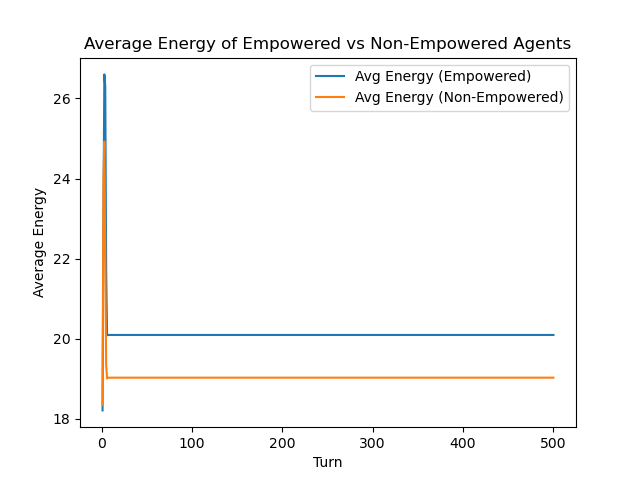 Average Energy of Empowered vs Non-Empowered Agents
Avg Energy (Empowered)
Avg Energy (Non-Empowered)
Average Energy
26
24
22
20
18
0 100 200 300 400 500
Turn